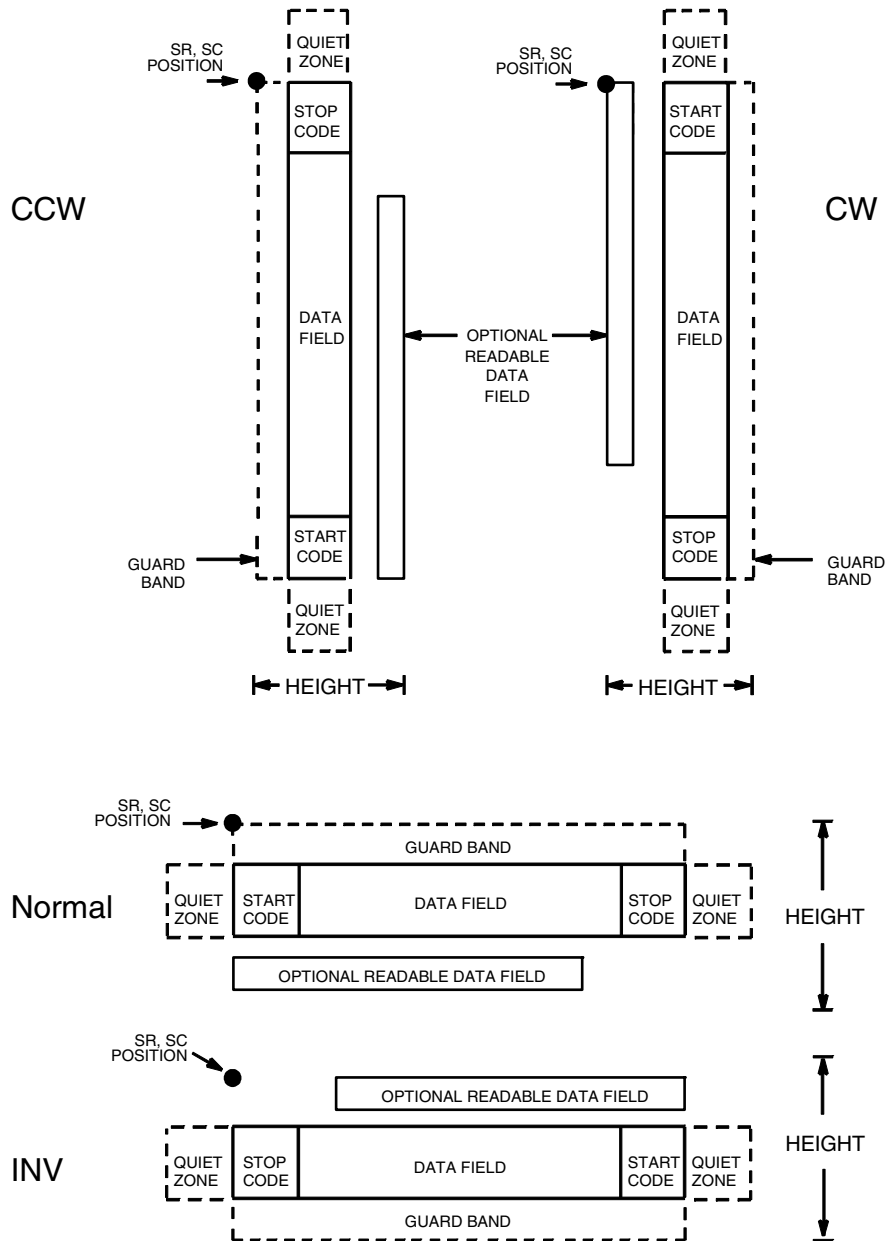 QUIET
ZONE
SR, SC
POSITION
STOP
CODE
CCW
DATA
FIELD
START
CODE
GUARD
BAND
QUIET
ZONE
HEIGHT
OPTIONAL
READABLE
DATA
FIELD
QUIET
ZONE
SR, SC
POSITION
START
CODE
CW
DATA
FIELD
STOP
CODE
GUARD
BAND
QUIET
ZONE
HEIGHT
SR, SC
POSITION
GUARD BAND
Normal
QUIET
ZONE
START
CODE
DATA FIELD
STOP
CODE
QUIET
ZONE
HEIGHT
OPTIONAL READABLE DATA FIELD
SR, SC
POSITION
OPTIONAL READABLE DATA FIELD
INV
QUIET
ZONE
STOP
CODE
DATA FIELD
START
CODE
QUIET
ZONE
HEIGHT
GUARD BAND